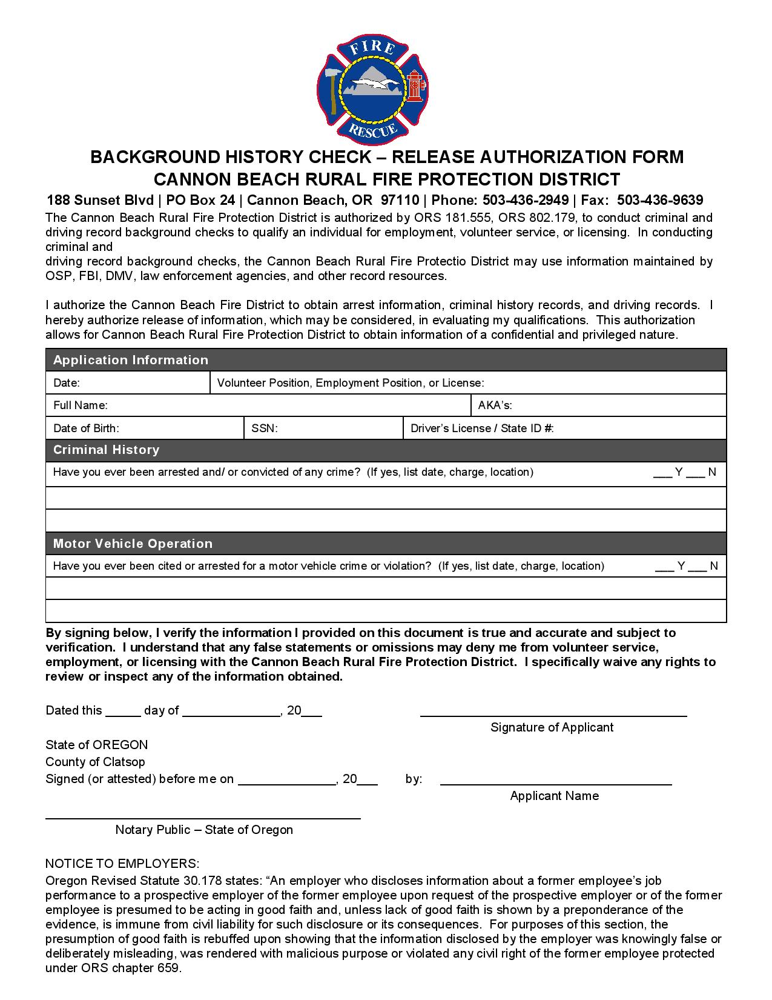 FIRE
RESCUE
BACKGROUND HISTORY CHECK – RELEASE AUTHORIZATION FORM
CANNON BEACH RURAL FIRE PROTECTION DISTRICT
188 Sunset Blvd | PO Box 24 | Cannon Beach, OR  97110 | Phone: 503-436-2949 | Fax:  503-436-9639
The Cannon Beach Rural Fire Protection District is authorized by ORS 181.555, ORS 802.179, to conduct criminal and
driving record background checks to qualify an individual for employment, volunteer service, or licensing.  In conducting
criminal and
driving record background checks, the Cannon Beach Rural Fire Protectio District may use information maintained by
OSP, FBI, DMV, law enforcement agencies, and other record resources.
I authorize the Cannon Beach Fire District to obtain arrest information, criminal history records, and driving records.  I
hereby authorize release of information, which may be considered, in evaluating my qualifications.  This authorization
allows for Cannon Beach Rural Fire Protection District to obtain information of a confidential and privileged nature.
Application Information
Date: Volunteer Position, Employment Position, or License:
Full Name: AKA's:
Date of Birth: SSN: Driver's License / State ID #:
Criminal History
Have you ever been arrested and/ or convicted of any crime?  (If yes, list date, charge, location) ___ Y ___ N
Motor Vehicle Operation
Have you ever been cited or arrested for a motor vehicle crime or violation?  (If yes, list date, charge, location) ___ Y ___ N
By signing below, I verify the information I provided on this document is true and accurate and subject to
verification.  I understand that any false statements or omissions may deny me from volunteer service,
employment, or licensing with the Cannon Beach Rural Fire Protection District.  I specifically waive any rights to
review or inspect any of the information obtained.
Dated this _____ day of ______________, 20___ ______________________________________
Signature of Applicant
State of OREGON
County of Clatsop
Signed (or attested) before me on ______________, 20___ by: _________________________________
Applicant Name
_____________________________________________
Notary Public – State of Oregon
NOTICE TO EMPLOYERS:
Oregon Revised Statute 30.178 states: “An employer who discloses information about a former employee's job
performance to a prospective employer of the former employee upon request of the prospective employer or of the former
employee is presumed to be acting in good faith and, unless lack of good faith is shown by a preponderance of the
evidence, is immune from civil liability for such disclosure or its consequences.  For purposes of this section, the
presumption of good faith is rebuffed upon showing that the information disclosed by the employer was knowingly false or
deliberately misleading, was rendered with malicious purpose or violated any civil right of the former employee protected
under ORS chapter 659.